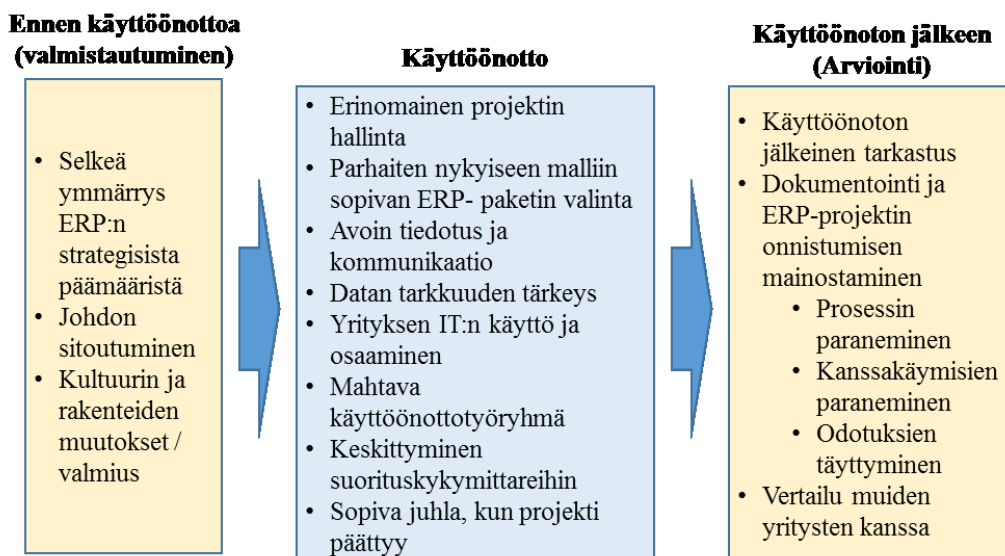 Ennen käyttöönottoa
(valmistautuminen)
• Selkeä
ymmärrys
ERP:n
strategisista
päämääristä
• Johdon
sitoutuminen
• Kultuurin ja
rakenteiden
muutokset /
valmius
Käyttöönotto
• Erinomainen projektin
hallinta
• Parhaiten nykyiseen malliin
sopivan ERP- paketin valinta
• Avoin tiedotus ja
kommunikaatio
• Datan tarkkuuden tärkeys
• Yrityksen IT:n käyttö ja
osaaminen
• Mahtava
käyttöönottotyöryhmä
• Keskittyminen
suorituskykymittareihin
• Sopiva juhla, kun projekti
päättyy
Käyttöönoton jälkeen
(Arviointi)
• Käyttöönoton
jälkeinen tarkastus
• Dokumentointi ja
ERP-projektin
onnistumisen
mainostaminen
• Prosessin
paraneminen
• Kanssakäymisien
paraneminen
• Odotuksien
täyttyminen
• Vertailu muiden
yritysten kanssa